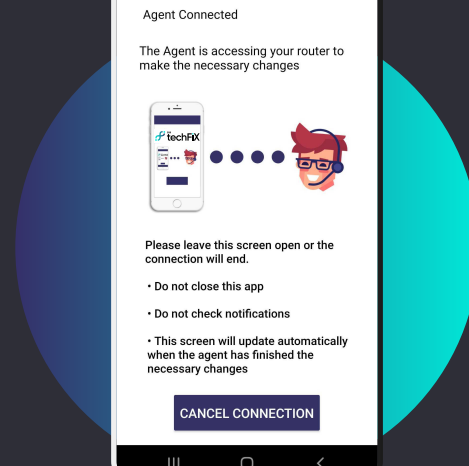 Agent Connected
The Agent is accessing your router to
make the necessary changes
techFiX
Please leave this screen open or the
connection will end.
• Do not close this app
• Do not check notifications
• This screen will update automatically
when the agent has finished the
necessary changes
CANCEL CONNECTION